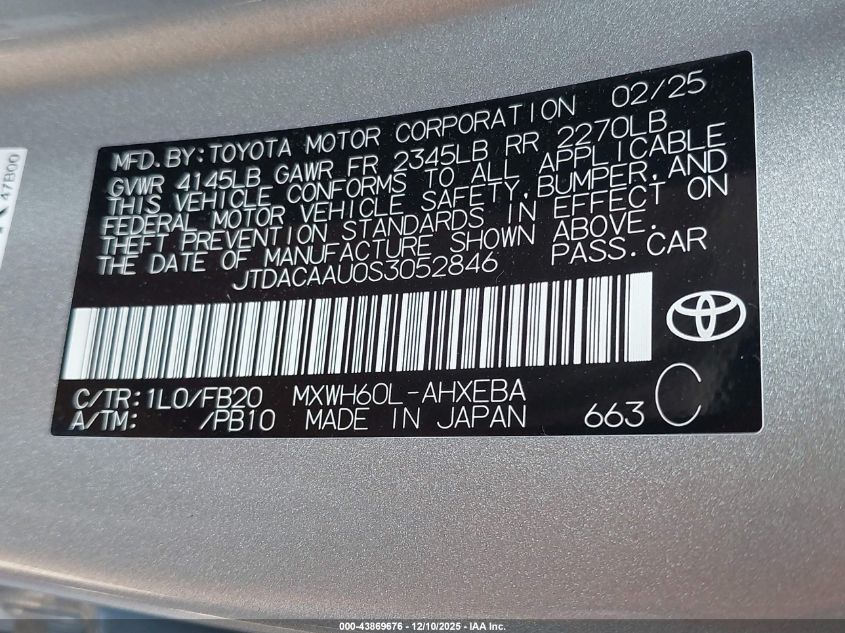 47B00
MFD. BY: TOYOTA MOTOR CORPORATION 02/25
GVWR 4145LB GAWR FR 2345LB RR 2270LB
THIS VEHICLE CONFORMS TO ALL APPLICABLE
FEDERAL MOTOR VEHICLE SAFETY, BUMPER, AND
THEFT PREVENTION STANDARDS IN EFFECT ON
THE DATE OF MANUFACTURE SHOWN ABOVE.
JTDACAAU0S3052846 PASS. CAR
C/TR: 1L0/FB20 MXWH60L-AHXEBA
A/TM: /PB10 MADE IN JAPAN 663 C
000-43869676 - 12/10/2025 - IAA Inc.